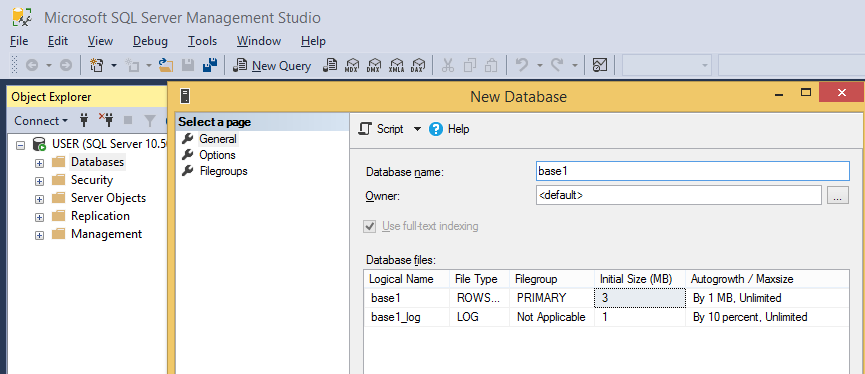 Microsoft SQL Server Management Studio
File Edit View Debug Tools Window Help
New Query MDX DMX XMLA DAX
Object Explorer
New Database
Connect
Select a page
Script Help
USER (SQL Server 10.5
General
Databases
Options
Security
Filegroups
Server Objects
Replication
Management
Database name: base1
Owner: <default> ...
Use full-text indexing
Database files:
Logical Name File Type Filegroup Initial Size (MB) Autogrowth / Maxsize
base1 ROWS... PRIMARY 3 By 1 MB, Unlimited
base1_log LOG Not Applicable 1 By 10 percent, Unlimited